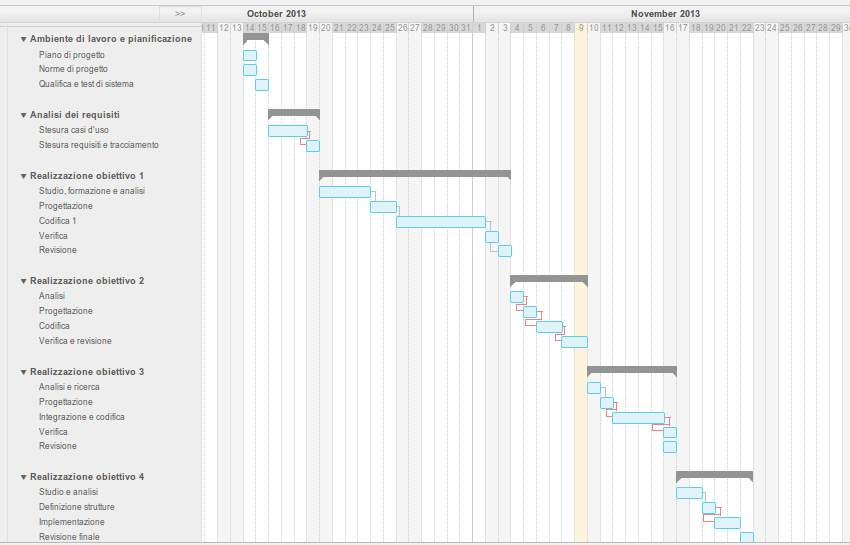 >> October 2013 November 2013
11 12 13 14 15 16 17 18 19 20 21 22 23 24 25 26 27 28 29 30 31 1 2 3 4 5 6 7 8 9 10 11 12 13 14 15 16 17 18 19 20 21 22 23 24 25 26 27 28 29
Ambiente di lavoro e pianificazione
Piano di progetto
Norme di progetto
Qualifica e test di sistema
Analisi dei requisiti
Stesura casi d'uso
Stesura requisiti e tracciamento
Realizzazione obiettivo 1
Studio, formazione e analisi
Progettazione
Codifica 1
Verifica
Revisione
Realizzazione obiettivo 2
Analisi
Progettazione
Codifica
Verifica e revisione
Realizzazione obiettivo 3
Analisi e ricerca
Progettazione
Integrazione e codifica
Verifica
Revisione
Realizzazione obiettivo 4
Studio e analisi
Definizione strutture
Implementazione
Revisione finale